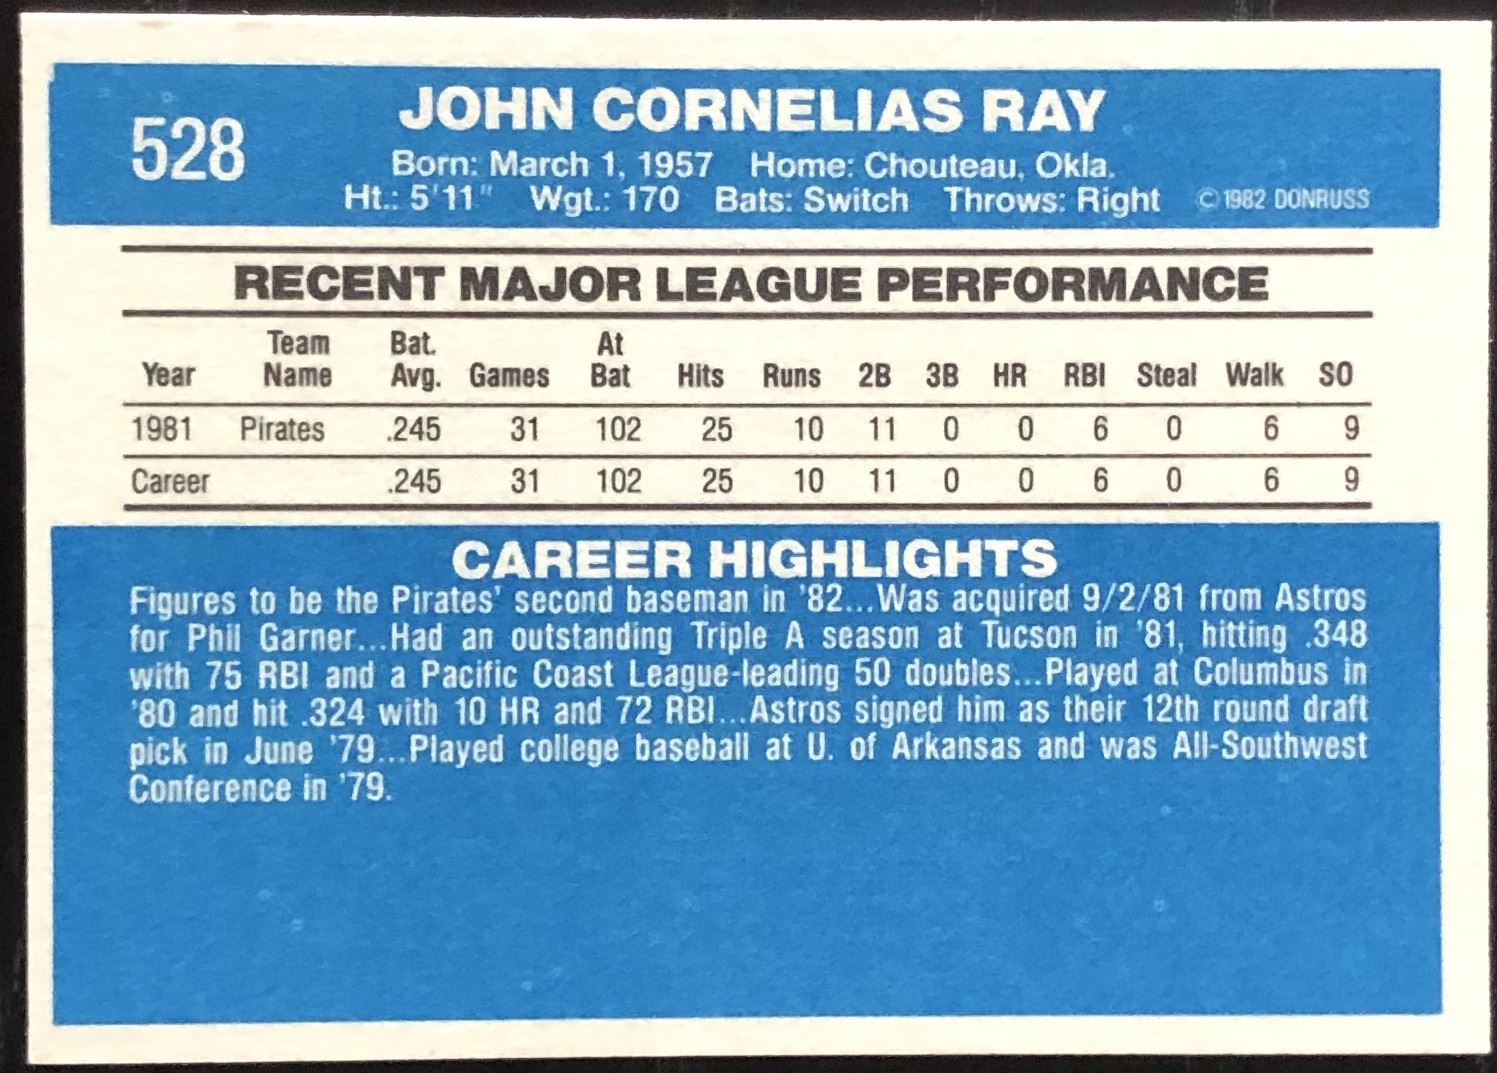 528
JOHN CORNELIAS RAY
Born: March 1, 1957 Home: Chouteau, Okla.
Ht.: 5'11" Wgt.: 170 Bats: Switch Throws: Right ©1982 DONRUSS
RECENT MAJOR LEAGUE PERFORMANCE
Year Team Name Bat. Avg. Games At Bat Hits Runs 2B 3B HR RBI Steal Walk SO
1981 Pirates .245 31 102 25 10 11 0 0 6 0 6 9
Career .245 31 102 25 10 11 0 0 6 0 6 9
CAREER HIGHLIGHTS
Figures to be the Pirates' second baseman in '82...Was acquired 9/2/81 from Astros
for Phil Garner...Had an outstanding Triple A season at Tucson in '81, hitting .348
with 75 RBI and a Pacific Coast League-leading 50 doubles...Played at Columbus in
'80 and hit .324 with 10 HR and 72 RBI...Astros signed him as their 12th round draft
pick in June '79...Played college baseball at U. of Arkansas and was All-Southwest
Conference in '79.